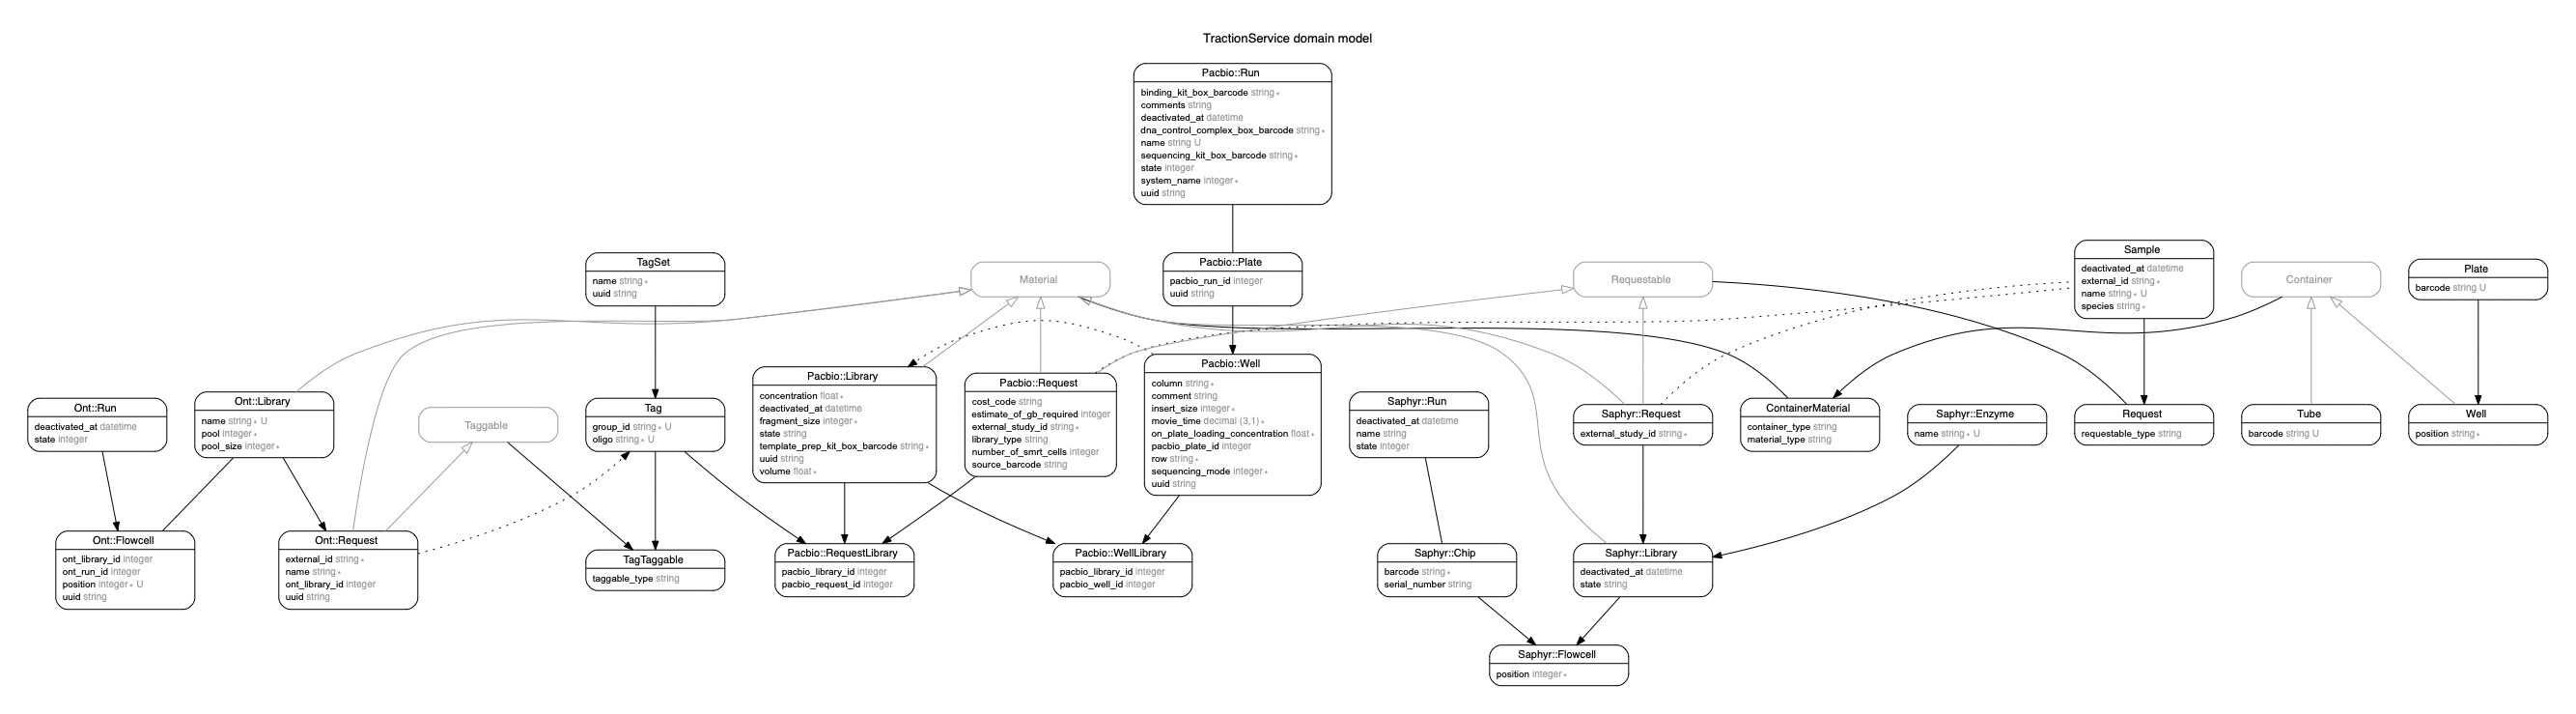 TractionService domain model
Pacbio::Run
binding_kit_box_barcode string *
comments string
deactivated_at datetime
dna_control_complex_box_barcode string *
name string U
sequencing_kit_box_barcode string *
state integer
system_name integer *
uuid string
TagSet
name string *
uuid string
Material
Pacbio::Plate
pacbio_run_id integer
uuid string
Requestable
Sample
deactivated_at datetime
external_id string *
name string * U
species string *
Container
Plate
barcode string U
Ont::Run
deactivated_at datetime
state integer
Ont::Library
name string * U
pool integer *
pool_size integer *
Taggable
Tag
group_id string * U
oligo string * U
Pacbio::Library
concentration float *
deactivated_at datetime
fragment_size integer *
state string
template_prep_kit_box_barcode string *
uuid string
volume float *
Pacbio::Request
cost_code string
estimate_of_gb_required integer
external_study_id string *
library_type string
number_of_smrt_cells integer
source_barcode string
Pacbio::Well
column string *
comment string
insert_size integer *
movie_time decimal (3,1) *
on_plate_loading_concentration float *
pacbio_plate_id integer
row string *
sequencing_mode integer *
uuid string
Saphyr::Run
deactivated_at datetime
name string
state integer
Saphyr::Request
external_study_id string *
ContainerMaterial
container_type string
material_type string
Saphyr::Enzyme
name string * U
Request
requestable_type string
Tube
barcode string U
Well
position string *
Ont::Flowcell
ont_library_id integer
ont_run_id integer
position integer * U
uuid string
Ont::Request
external_id string *
name string *
ont_library_id integer
uuid string
TagTaggable
taggable_type string
Pacbio::RequestLibrary
pacbio_library_id integer
pacbio_request_id integer
Pacbio::WellLibrary
pacbio_library_id integer
pacbio_well_id integer
Saphyr::Chip
barcode string *
serial_number string
Saphyr::Library
deactivated_at datetime
state string
Saphyr::Flowcell
position integer *